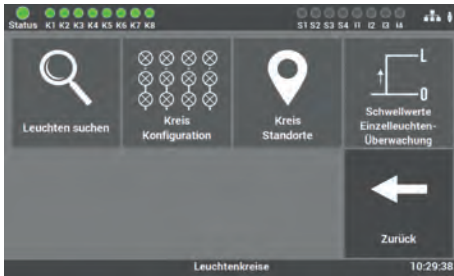 Status K1 K2 K3 K4 K5 K6 K7 K8 S1 S2 S3 S4 I1 I2 I3 I4
Leuchten suchen
Kreis
Konfiguration
Kreis
Standorte
L
0
Schwellwerte
Einzelleuchten-
Überwachung
Zurück
Leuchtenkreise 10:29:38